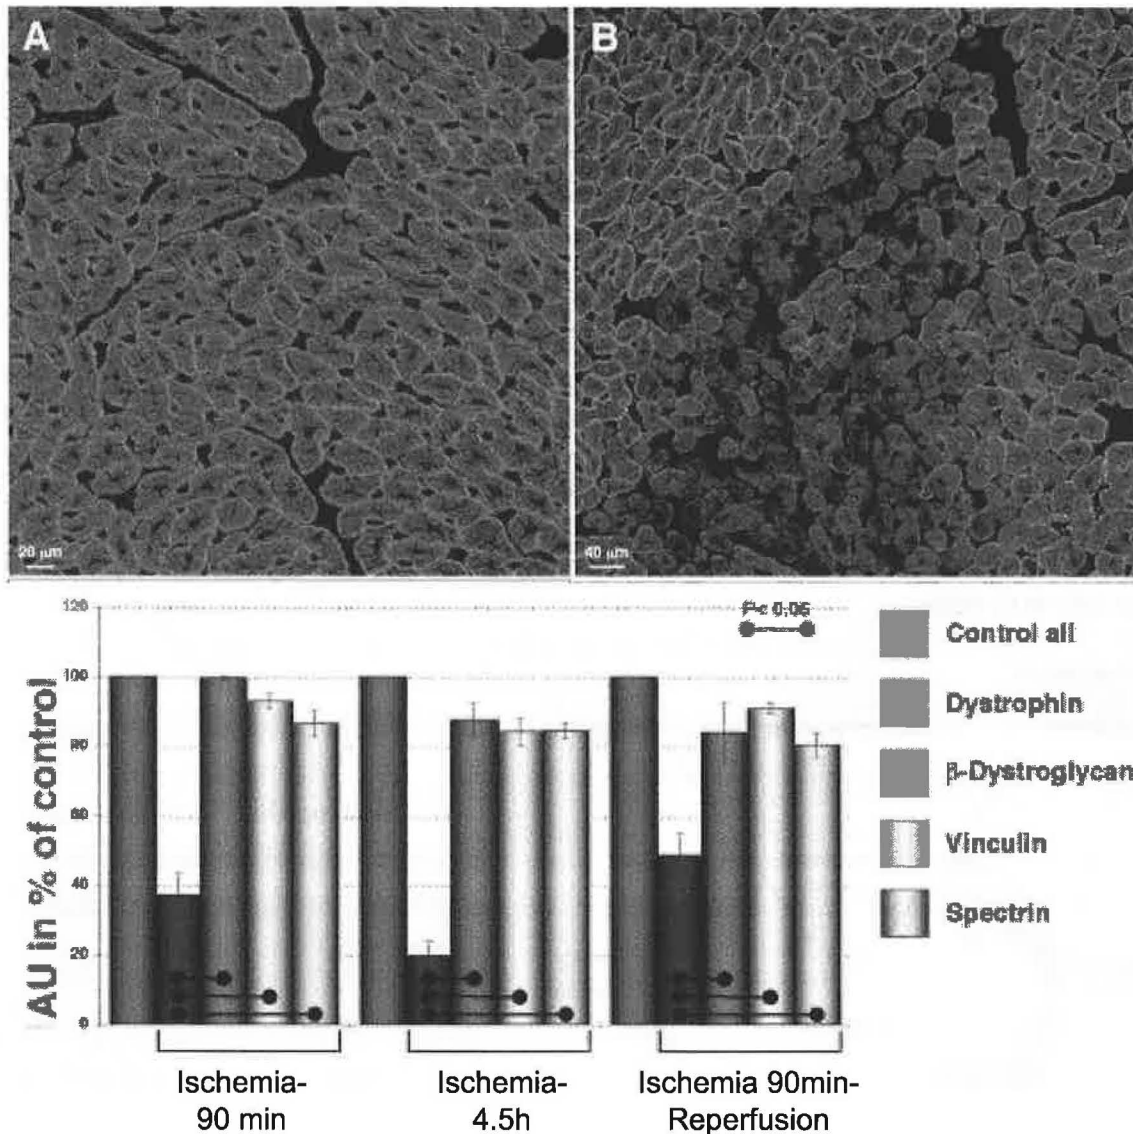 A
B
20 µm
40 µm
120
100
80
60
40
20
0
AU in % of control
P< 0,05
Control all
Dystrophin
β-Dystroglycan
Vinculin
Spectrin
Ischemia-
90 min
Ischemia-
4.5h
Ischemia 90min-
Reperfusion